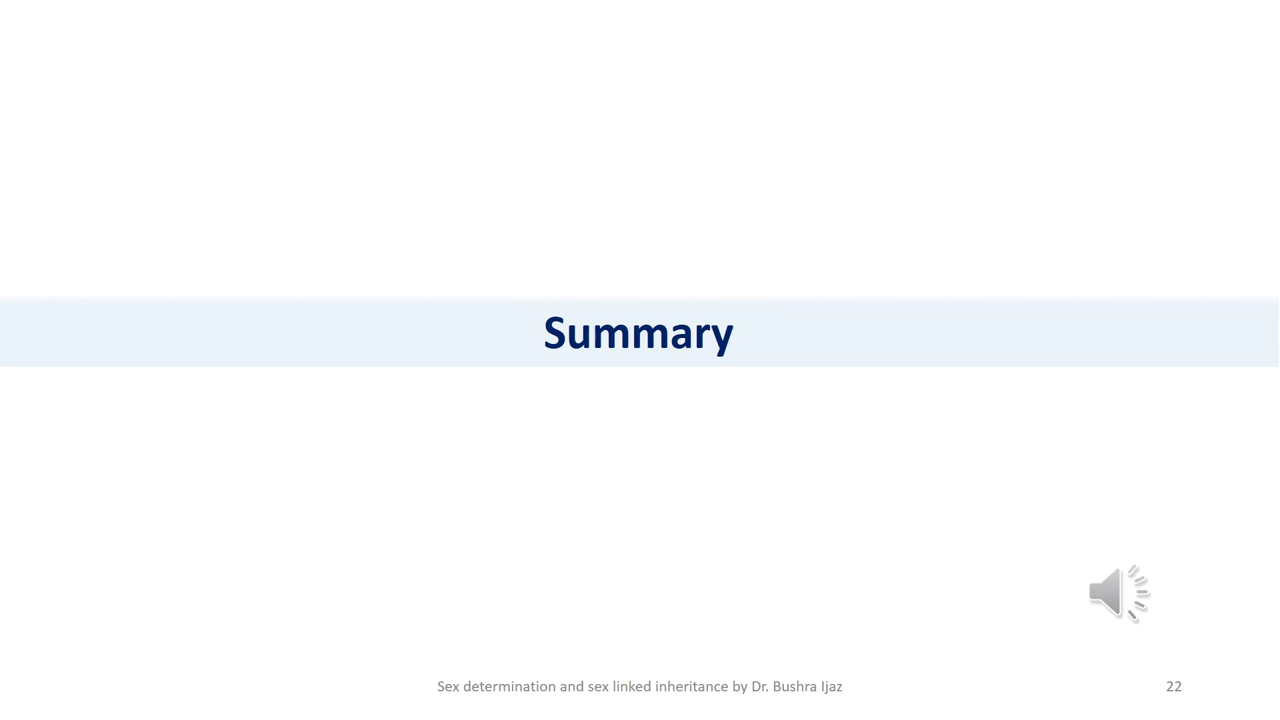 Summary
Sex determination and sex linked inheritance by Dr. Bushra Ijaz
22